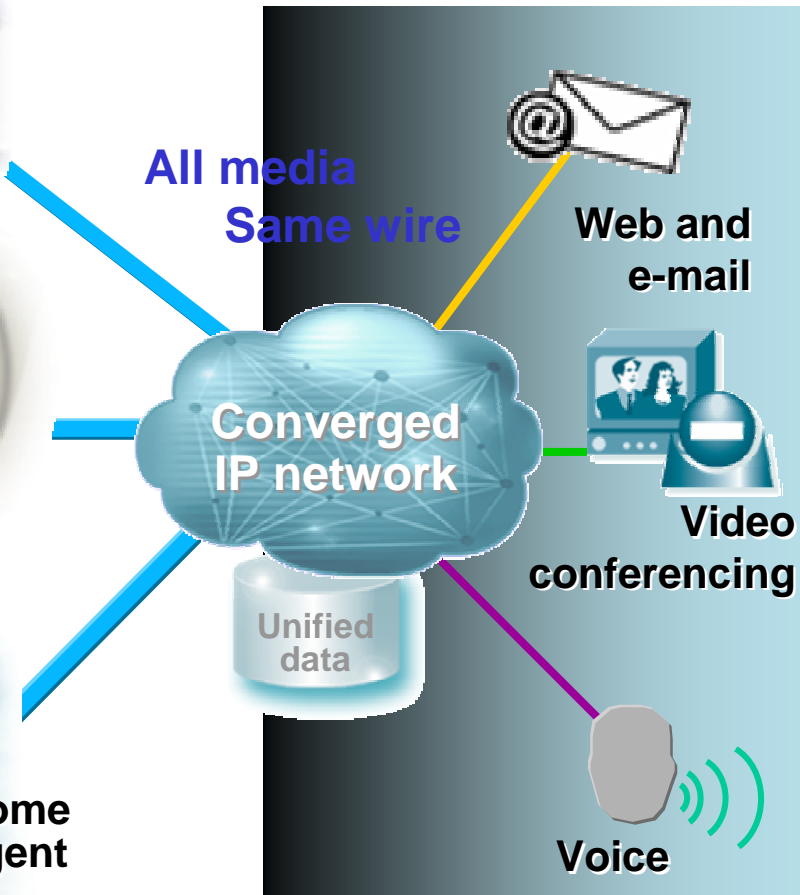 All media
Same wire
@
Web and
e-mail
Converged
IP network
Video
conferencing
Unified
data
Voice